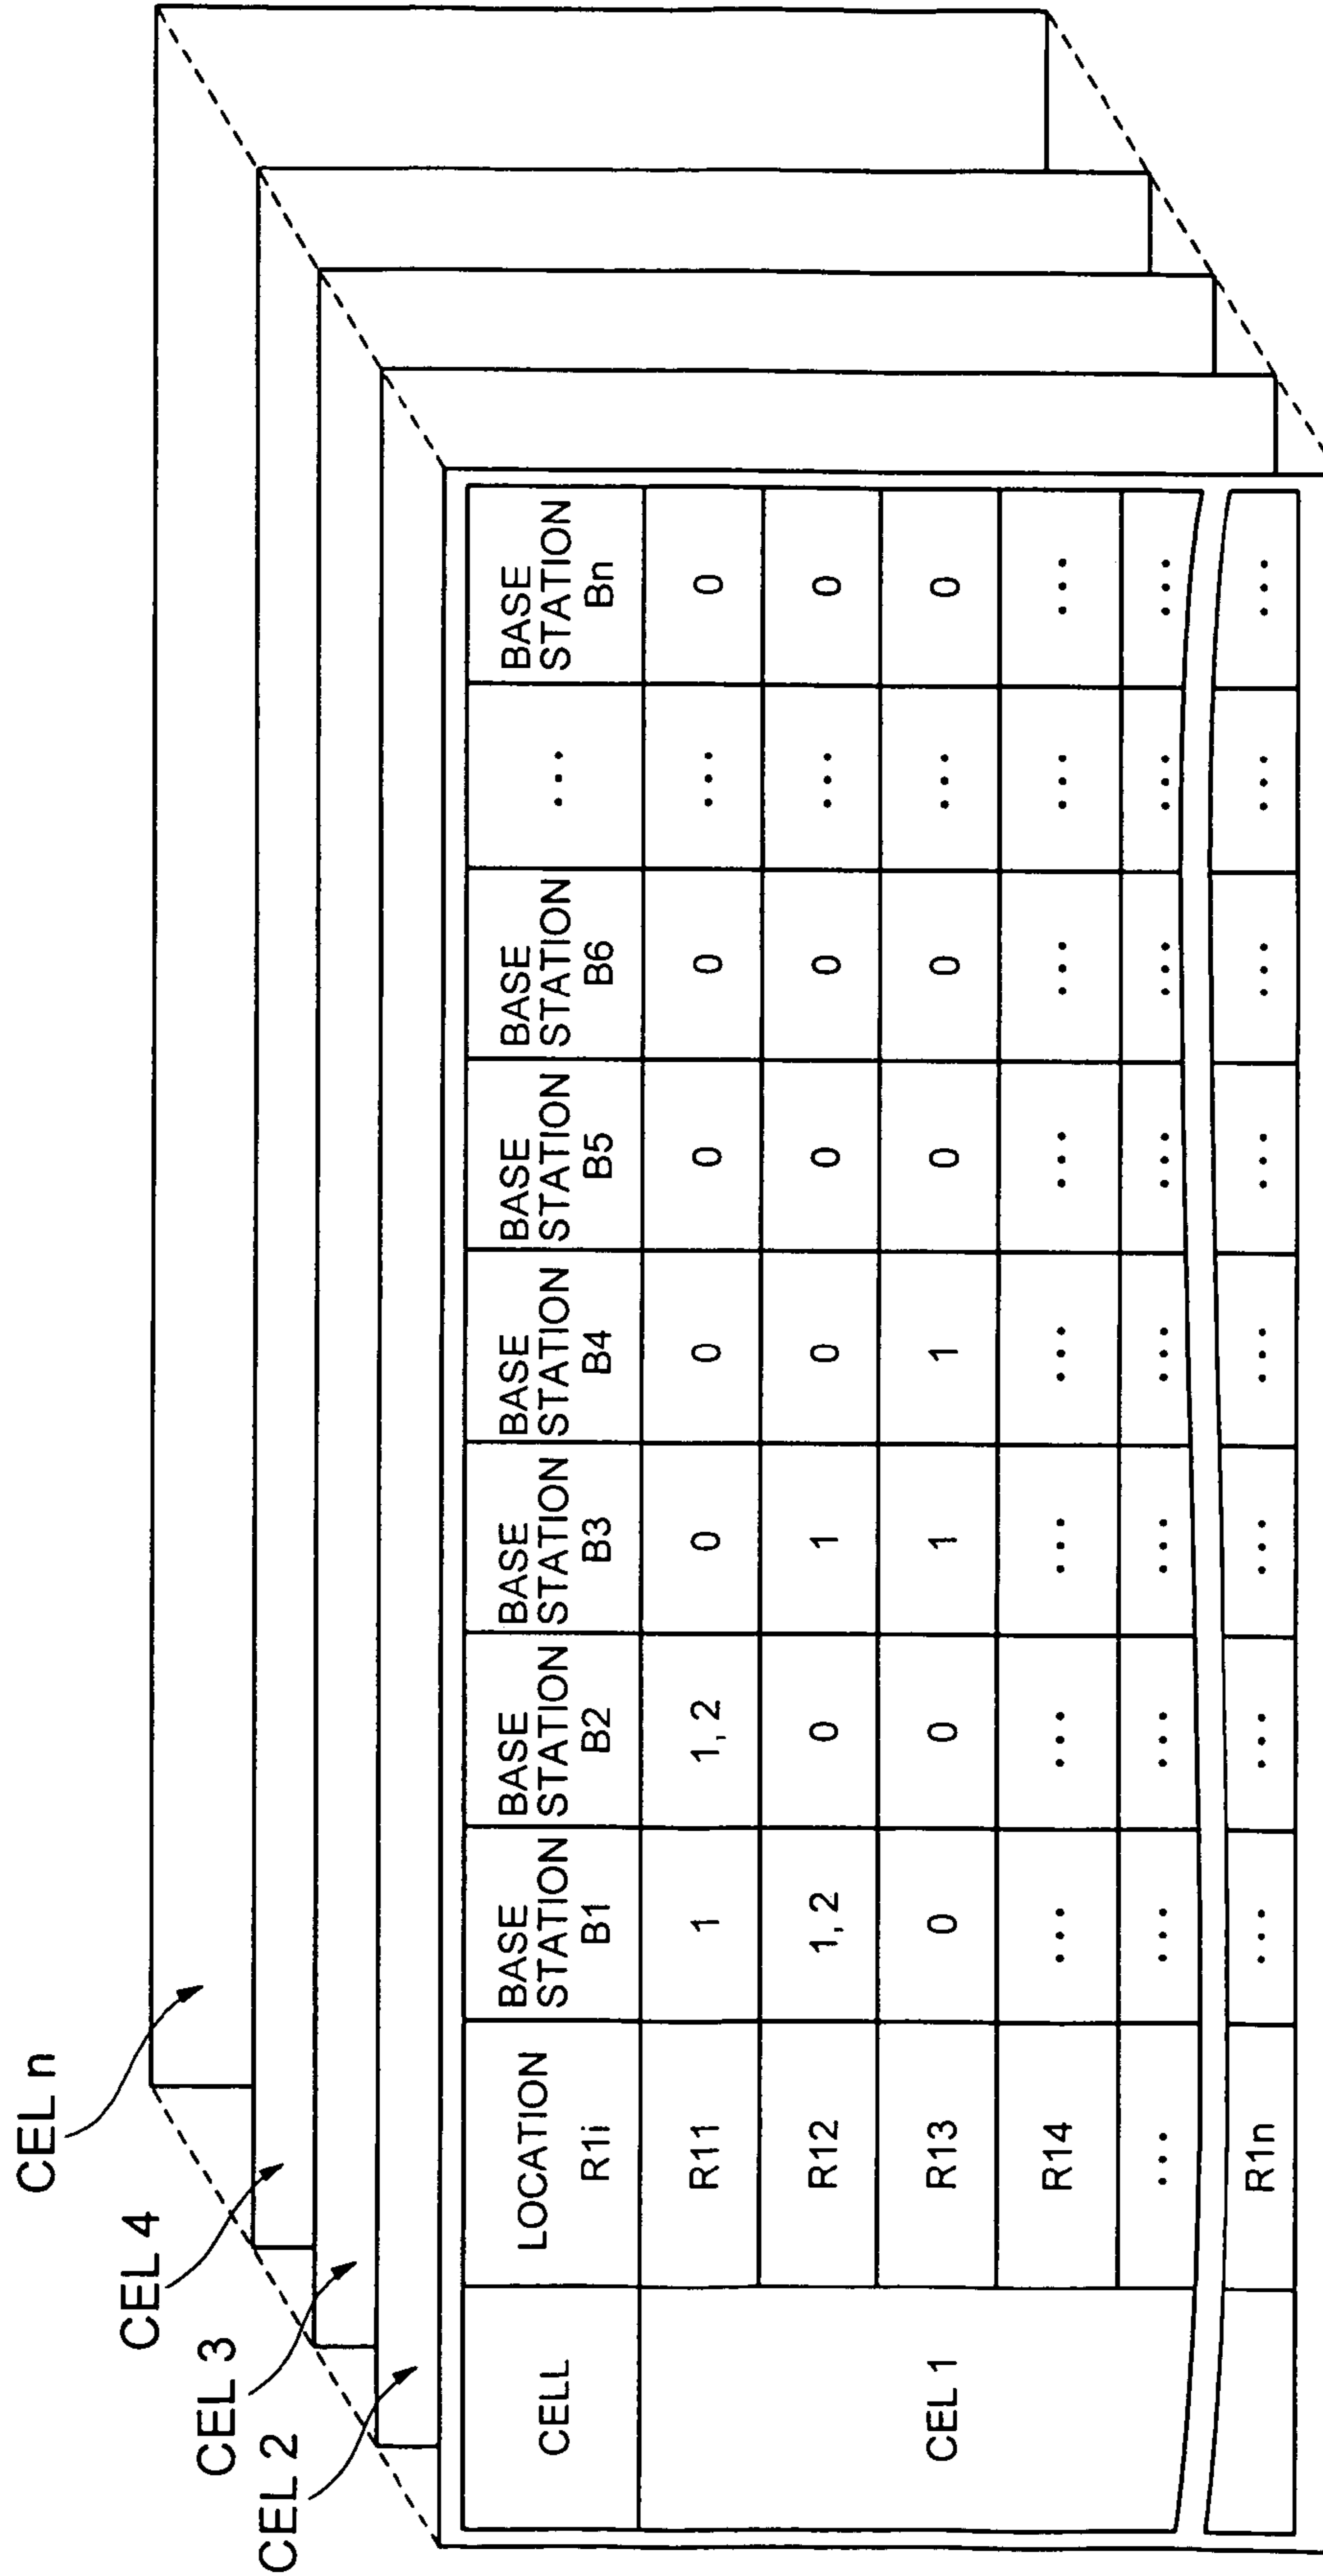 CEL n
CEL 4
CEL 3
CEL 2
CELL LOCATION R1i BASE STATION B1 BASE STATION B2 BASE STATION B3 BASE STATION B4 BASE STATION B5 BASE STATION B6 ... BASE STATION Bn
CEL 1 R11 1 1, 2 0 0 0 0 ... 0
R12 1, 2 0 1 0 0 0 ... 0
R13 0 0 1 1 0 0 ... 0
R14 ... ... ... ... ... ... ... ...
... ... ... ... ... ... ... ... ...
R1n ... ... ... ... ... ... ... ...